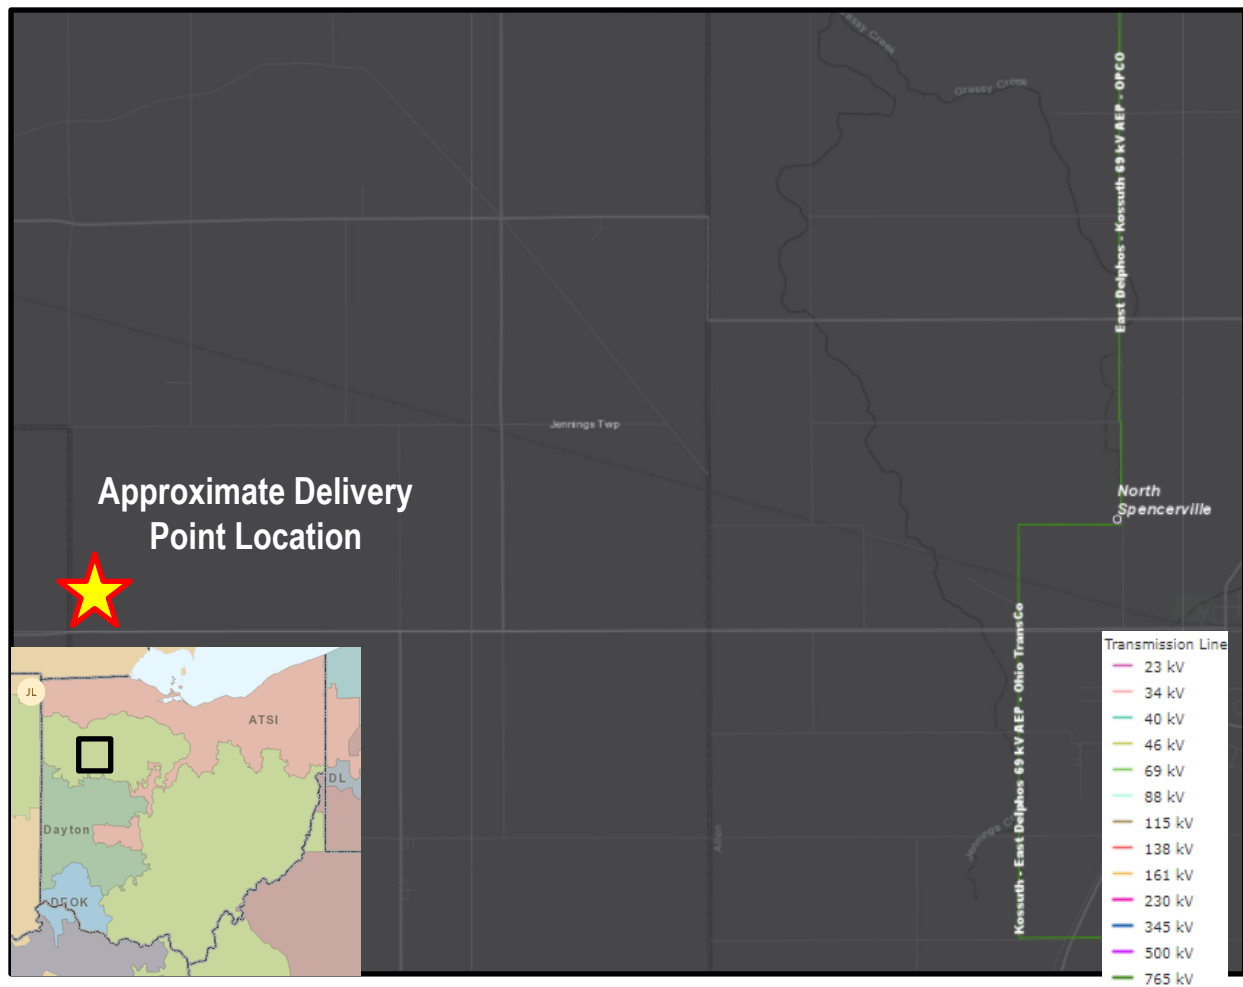 Grassy Creek
Grassy Creek
East Delphos - Kossuth 69 kV AEP - OPCO
Jennings Twp
Approximate Delivery
Point Location
North
Spencerville
Kossuth - East Delphos 69 kV AEP - Ohio TransCo
Allen
JL
ATSI
DL
Dayton
DEOK
Transmission Line
23 kV
34 kV
40 kV
46 kV
69 kV
88 kV
115 kV
138 kV
161 kV
230 kV
345 kV
500 kV
765 kV